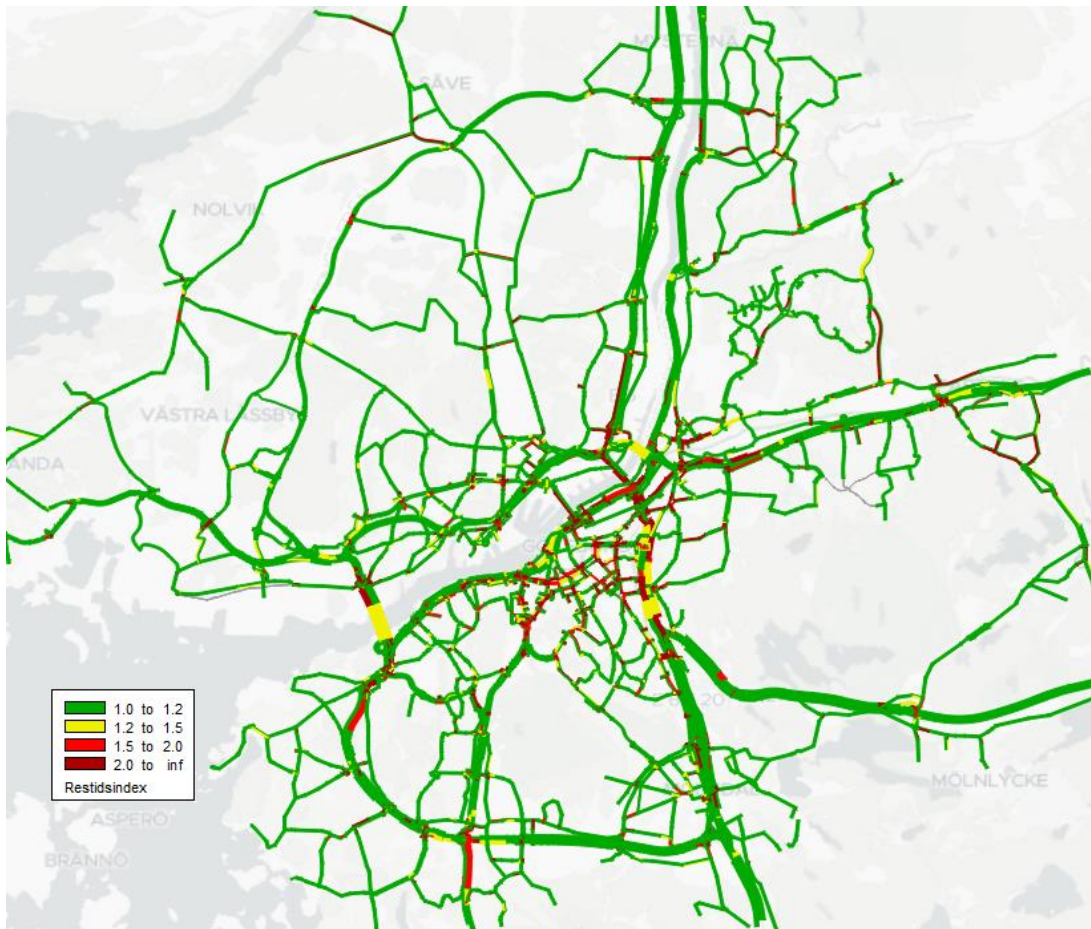 SÄVE
NOLVIK
VÄSTRA LASSBY
ANDA
1.0 to 1.2
1.2 to 1.5
1.5 to 2.0
2.0 to inf
Restidsindex
ASPERÖ
BRÄNNÖ
MÖLNLYCKE